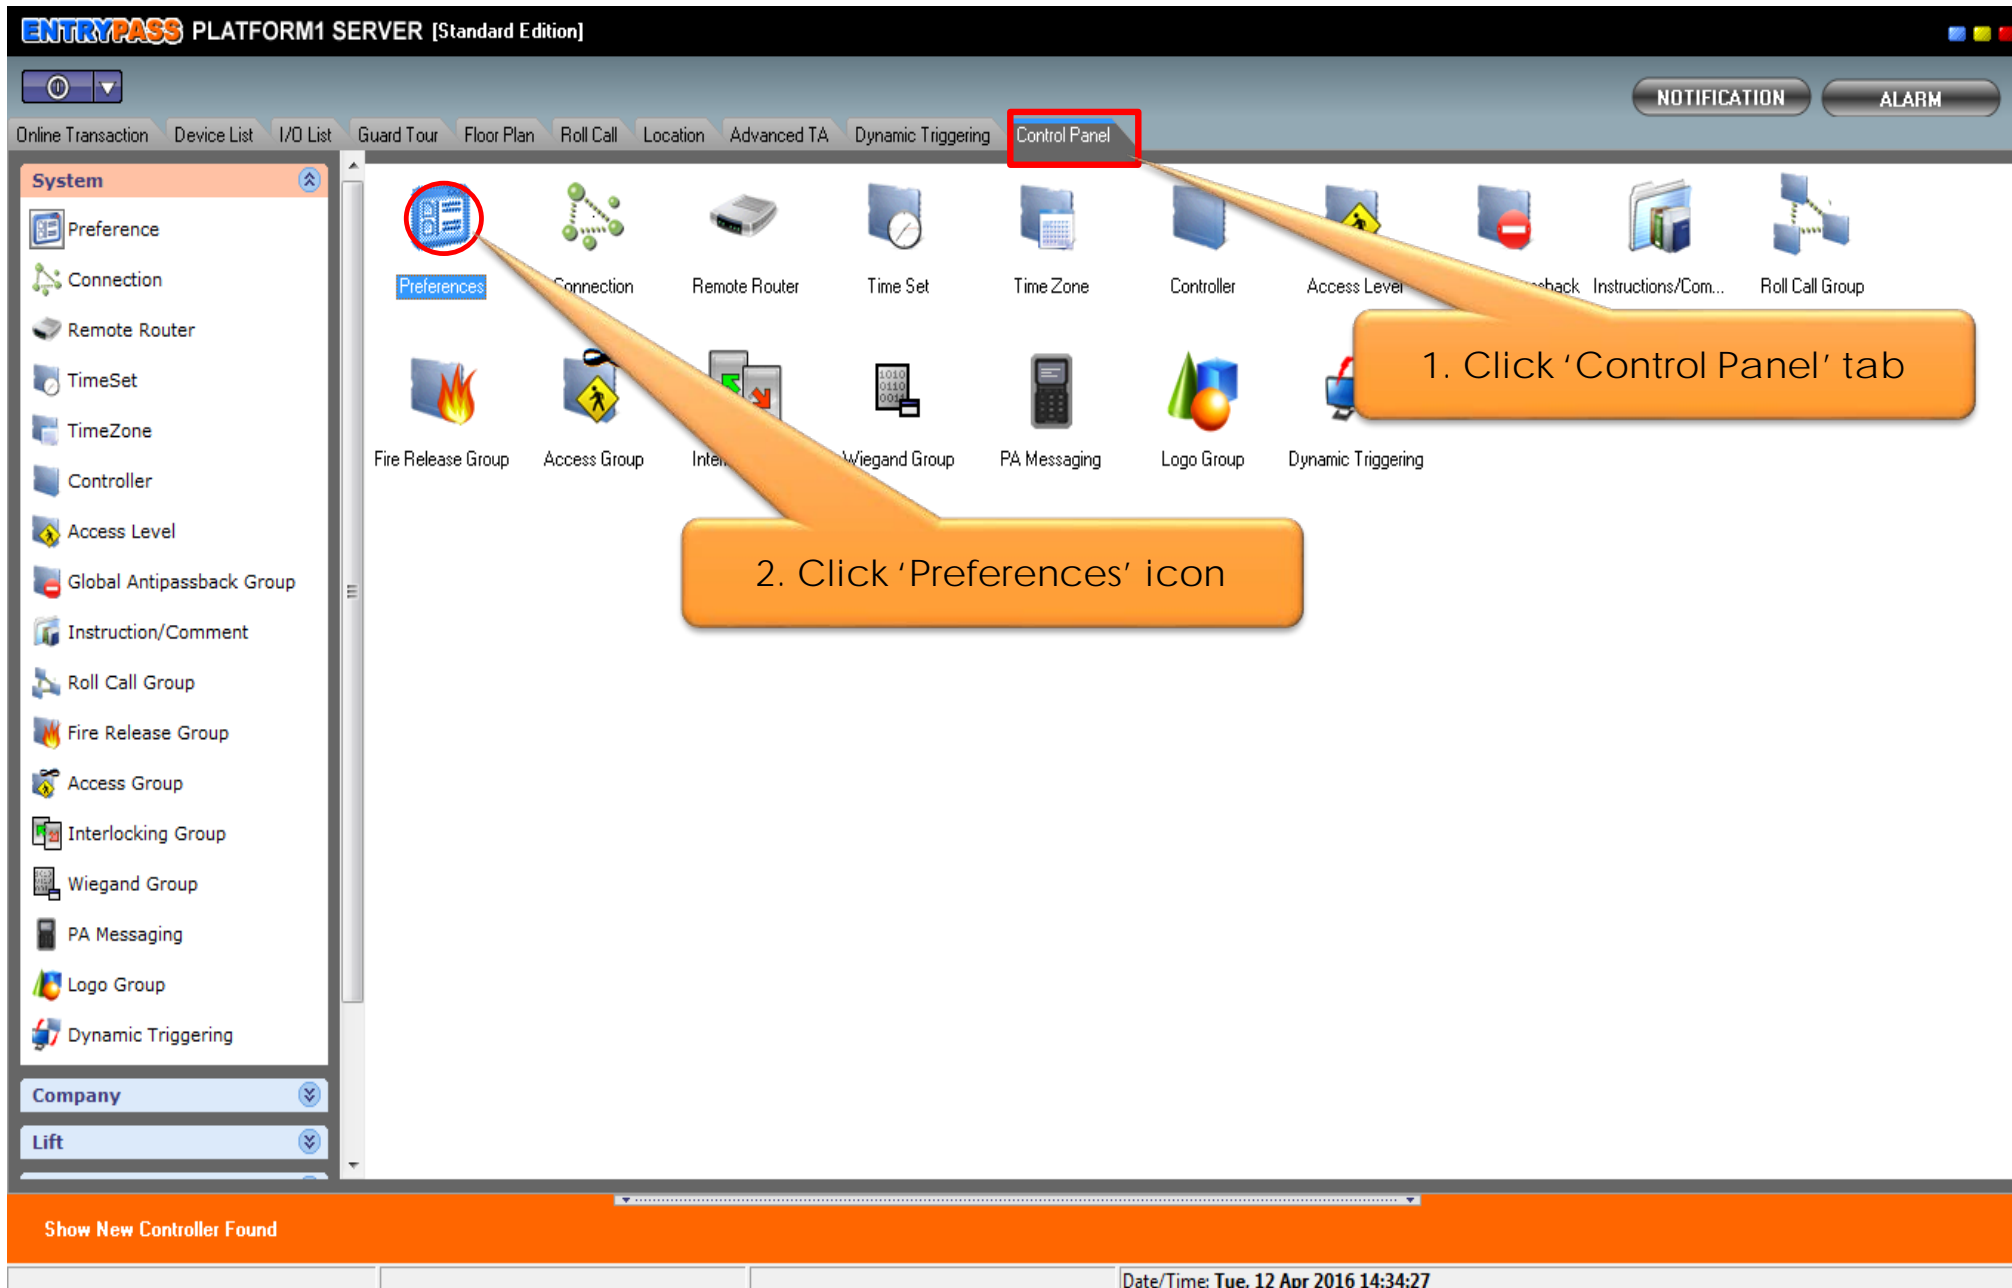 ENTRYPASS PLATFORM1 SERVER [Standard Edition]
NOTIFICATION
ALARM
Online Transaction
Device List
I/O List
Guard Tour
Floor Plan
Roll Call
Location
Advanced TA
Dynamic Triggering
Control Panel
System
Preference
Connection
Remote Router
TimeSet
TimeZone
Controller
Access Level
Global Antipassback Group
Instruction/Comment
Roll Call Group
Fire Release Group
Access Group
Interlocking Group
Wiegand Group
PA Messaging
Logo Group
Dynamic Triggering
Company
Lift
Preferences
Connection
Remote Router
Time Set
Time Zone
Controller
Access Level
Instructions/Com...
Roll Call Group
Fire Release Group
Access Group
Wiegand Group
PA Messaging
Logo Group
Dynamic Triggering
1. Click ‘Control Panel’ tab
2. Click ‘Preferences’ icon
Show New Controller Found
Date/Time: Tue, 12 Apr 2016 14:34:27